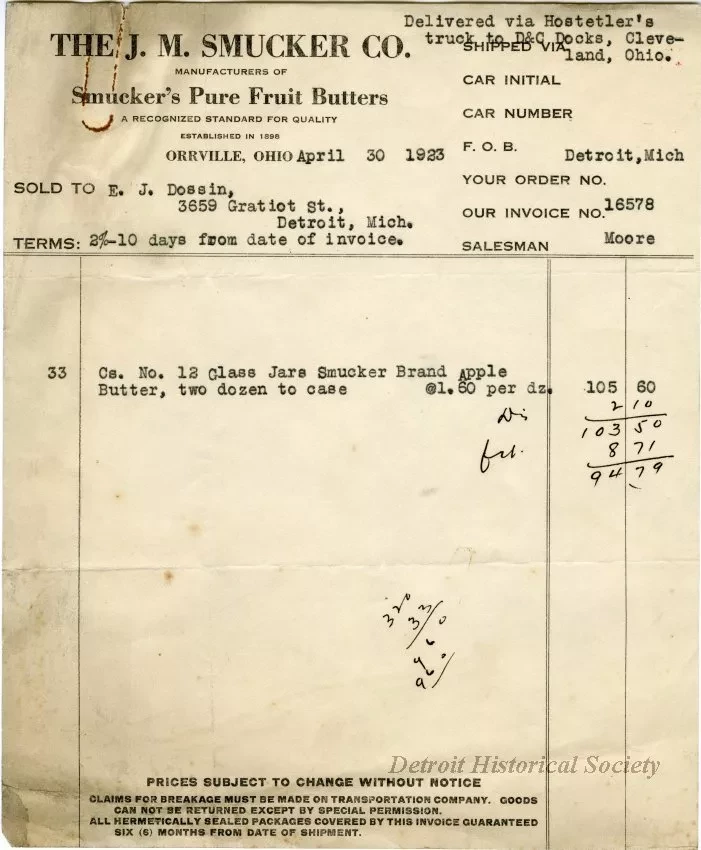 THE J. M. SMUCKER CO.
MANUFACTURERS OF
Smucker's Pure Fruit Butters
A RECOGNIZED STANDARD FOR QUALITY
ESTABLISHED IN 1898
ORRVILLE, OHIO April 30 1923
Delivered via Hostetler's
truck to D&C Docks, Cleve-
SHIPPED VIA
land, Ohio.
CAR INITIAL
CAR NUMBER
F. O. B. Detroit,Mich
YOUR ORDER NO.
OUR INVOICE NO. 16578
SALESMAN Moore
SOLD TO E. J. Dossin,
3659 Gratiot St.,
Detroit, Mich.
TERMS: 2%-10 days from date of invoice.
33 Cs. No. 12 Glass Jars Smucker Brand Apple
Butter, two dozen to case @1.60 per dz. 105 60
Dis 2 10
103 50
frt. 8 71
94 79
320
33
960
960
Detroit Historical Society
PRICES SUBJECT TO CHANGE WITHOUT NOTICE
CLAIMS FOR BREAKAGE MUST BE MADE ON TRANSPORTATION COMPANY. GOODS
CAN NOT BE RETURNED EXCEPT BY SPECIAL PERMISSION.
ALL HERMETICALLY SEALED PACKAGES COVERED BY THIS INVOICE GUARANTEED
SIX (6) MONTHS FROM DATE OF SHIPMENT.